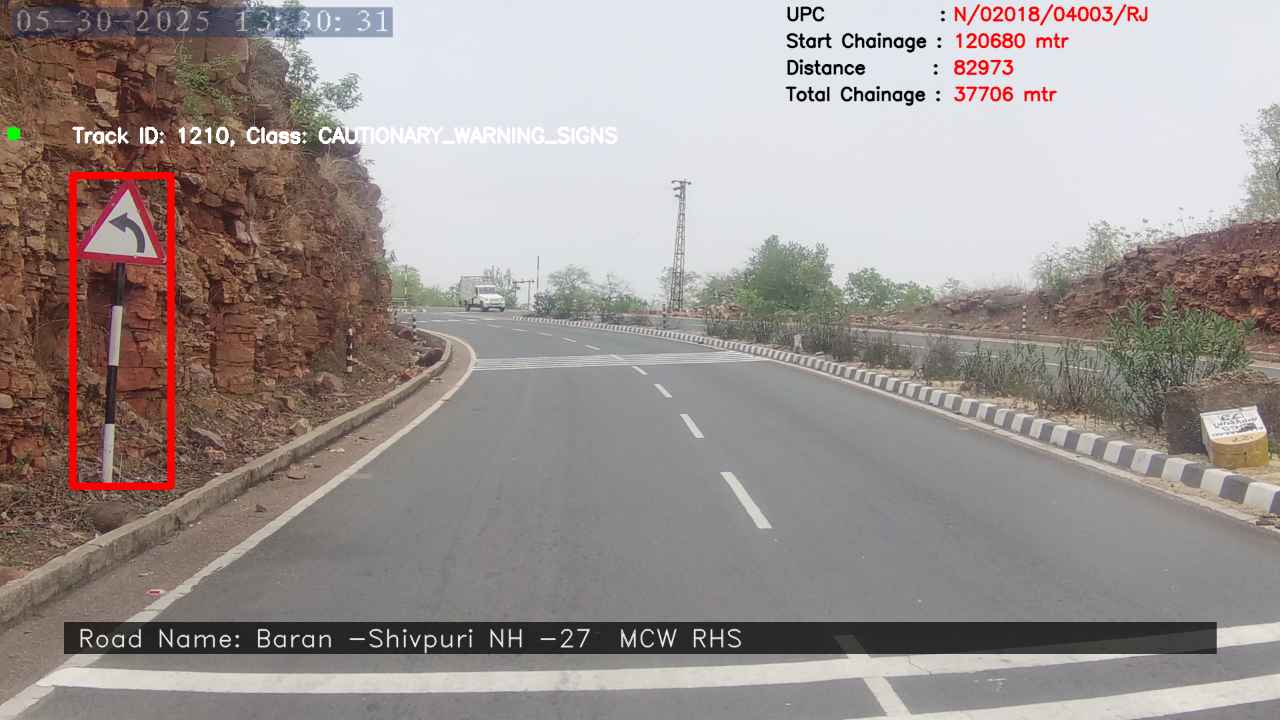 05-30-2025 13:30:31
UPC : N/02018/04003/RJ
Start Chainage : 120680 mtr
Distance : 82973
Total Chainage : 37706 mtr
Track ID: 1210, Class: CAUTIONARY_WARNING_SIGNS
Road Name: Baran -Shivpuri NH -27 MCW RHS